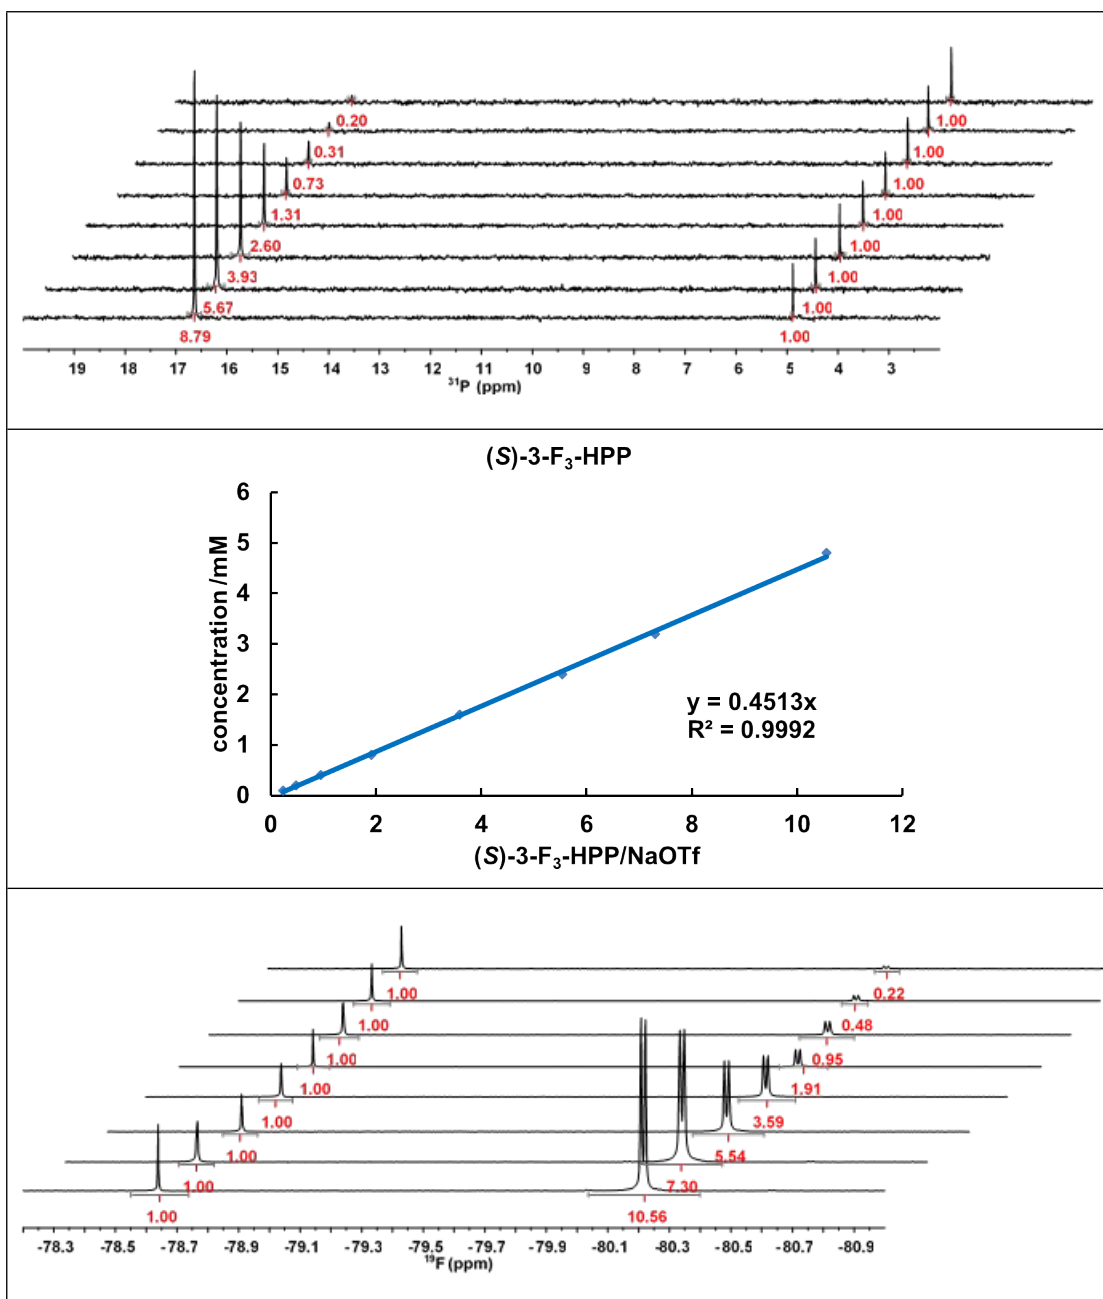 0.20 1.00
0.31 1.00
0.73 1.00
1.31 1.00
2.60 1.00
3.93 1.00
5.67 1.00
8.79 1.00
19 18 17 16 15 14 13 12 11 10 9 8 7 6 5 4 3
³¹P (ppm)
(S)-3-F₃-HPP
6
5
4
3
2
1
0
concentration /mM
y = 0.4513x
R² = 0.9992
0 2 4 6 8 10 12
(S)-3-F₃-HPP/NaOTf
1.00 0.22
1.00 0.48
1.00 0.95
1.00 1.91
1.00 3.59
1.00 5.54
1.00 7.30
1.00 10.56
-78.3 -78.5 -78.7 -78.9 -79.1 -79.3 -79.5 -79.7 -79.9 -80.1 -80.3 -80.5 -80.7 -80.9
¹⁹F (ppm)